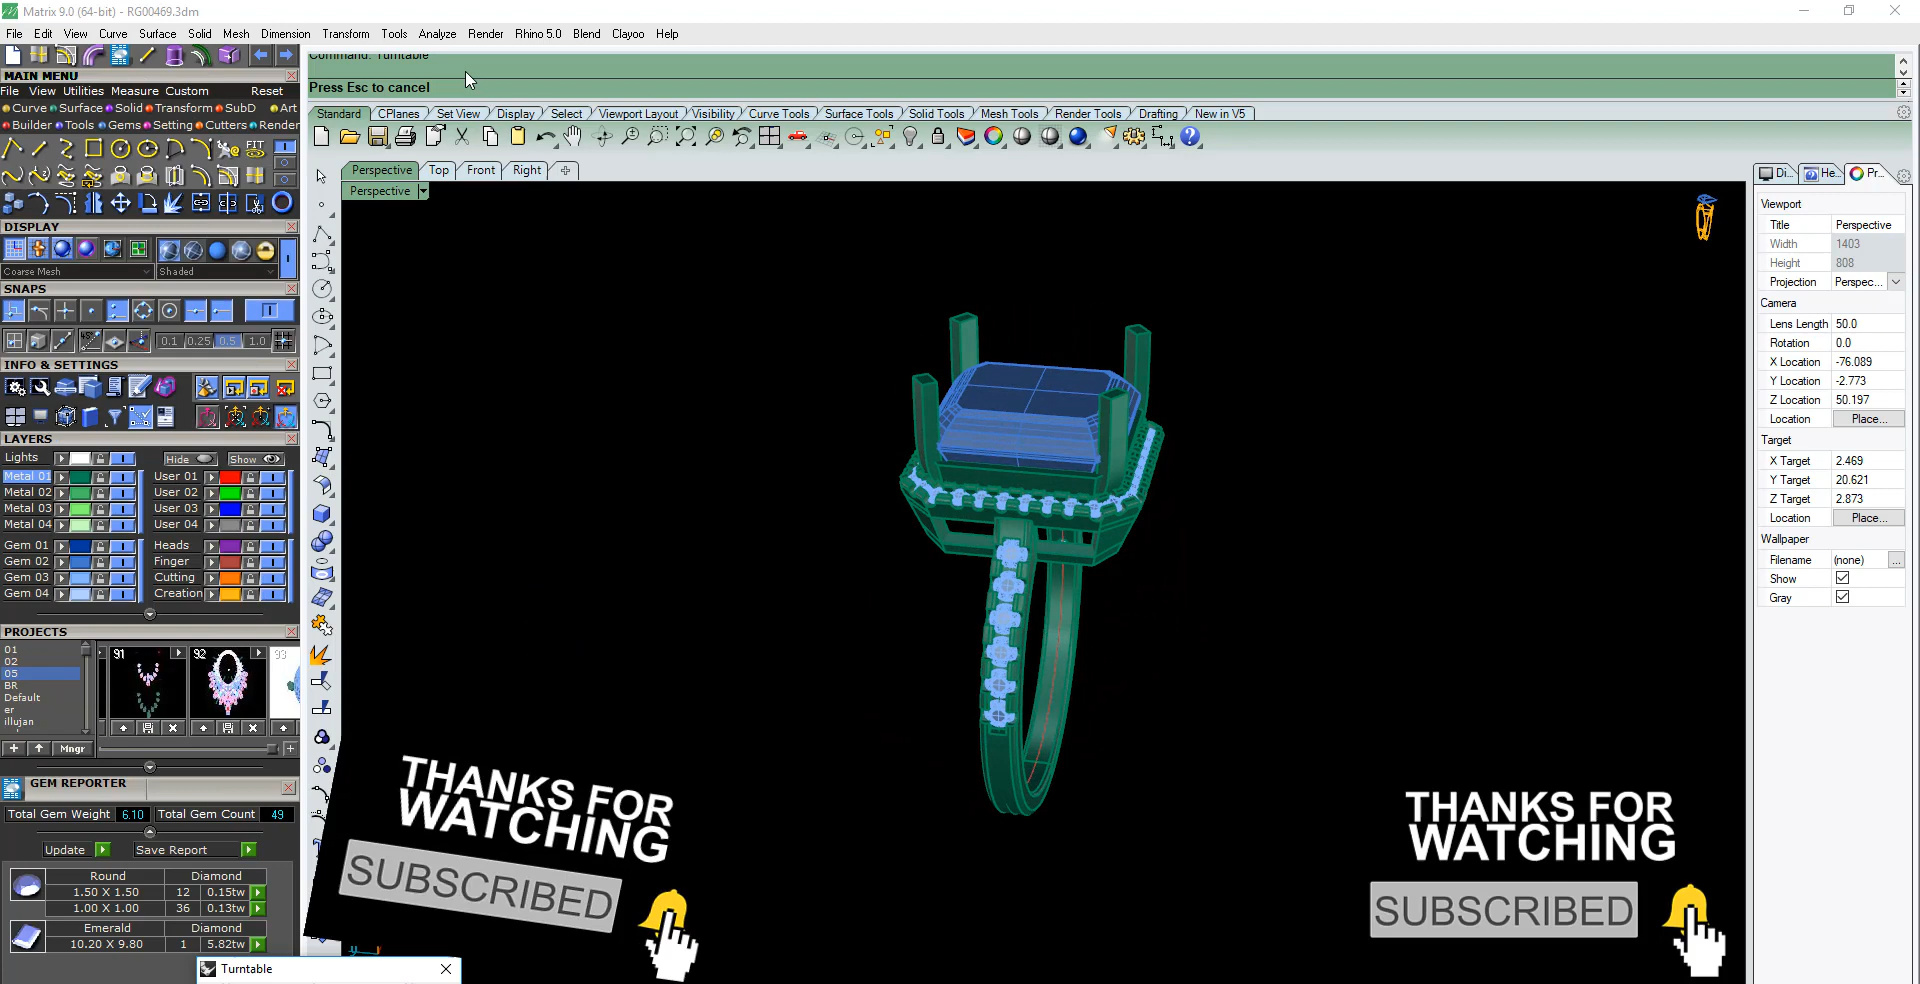 Matrix 9.0 (64-bit) - RG00469.3dm
File Edit View Curve Surface Solid Mesh Dimension Transform Tools Analyze Render Rhino 5.0 Blend Clayoo Help
Command: Turntable
Press Esc to cancel
MAIN MENU
File View Utilities Measure Custom Reset
Curve Surface Solid Transform SubD Art
Builder Tools Gems Setting Cutters Render
FIT
Standard CPlanes Set View Display Select Viewport Layout Visibility Curve Tools Surface Tools Solid Tools Mesh Tools Render Tools Drafting New in V5
Perspective Top Front Right
Perspective
DISPLAY
Coarse Mesh Shaded
SNAPS
0.1 0.25 0.5 1.0
INFO & SETTINGS
LAYERS
Lights Hide Show
Metal 01 User 01
Metal 02 User 02
Metal 03 User 03
Metal 04 User 04
Gem 01 Heads
Gem 02 Finger
Gem 03 Cutting
Gem 04 Creation
PROJECTS
01
02
05
BR
Default
er
illujan
91 92 93
Mngr
GEM REPORTER
Total Gem Weight 6.10 Total Gem Count 49
Update Save Report
Round Diamond
1.50 X 1.50 12 0.15tw
1.00 X 1.00 36 0.13tw
Emerald Diamond
10.20 X 9.80 1 5.82tw
Turntable
THANKS FOR
WATCHING
SUBSCRIBED
THANKS FOR
WATCHING
SUBSCRIBED
Di... He... Pr...
Viewport
Title Perspective
Width 1403
Height 808
Projection Perspec...
Camera
Lens Length 50.0
Rotation 0.0
X Location -76.089
Y Location -2.773
Z Location 50.197
Location Place...
Target
X Target 2.469
Y Target 20.621
Z Target 2.873
Location Place...
Wallpaper
Filename (none) ...
Show
Gray